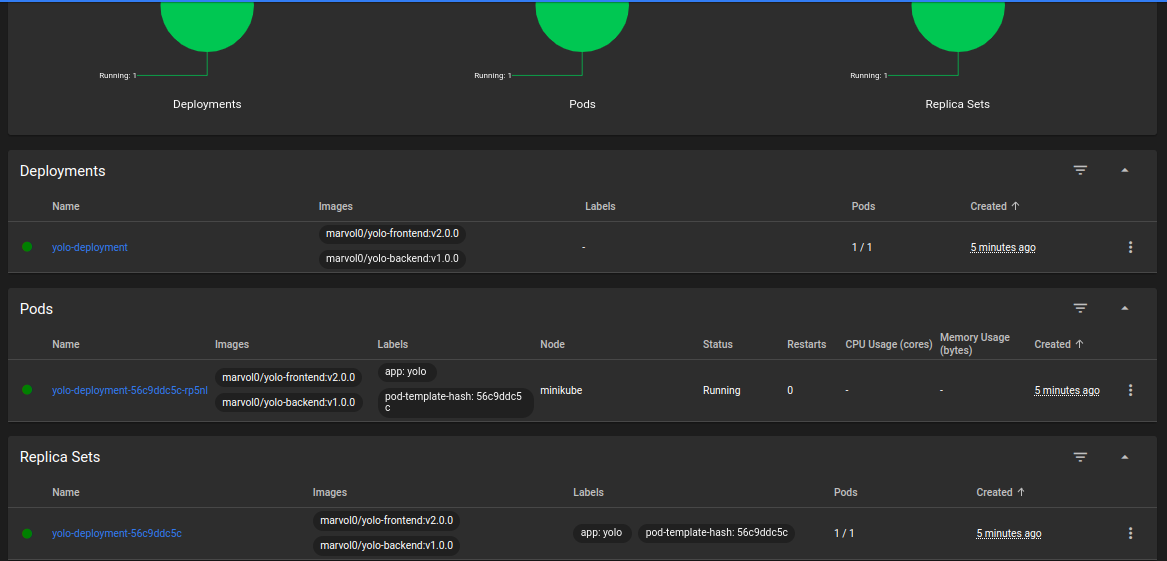 Running: 1 Running: 1 Running: 1
Deployments Pods Replica Sets
Deployments
Name Images Labels Pods Created ↑
yolo-deployment marvol0/yolo-frontend:v2.0.0 - 1 / 1 5 minutes ago
marvol0/yolo-backend:v1.0.0
Pods
Name Images Labels Node Status Restarts CPU Usage (cores) Memory Usage
(bytes) Created ↑
app: yolo
yolo-deployment-56c9ddc5c-rp5nl marvol0/yolo-frontend:v2.0.0 minikube Running 0 - - 5 minutes ago
marvol0/yolo-backend:v1.0.0 pod-template-hash: 56c9ddc5
c
Replica Sets
Name Images Labels Pods Created ↑
yolo-deployment-56c9ddc5c marvol0/yolo-frontend:v2.0.0 app: yolo pod-template-hash: 56c9ddc5c 1 / 1 5 minutes ago
marvol0/yolo-backend:v1.0.0